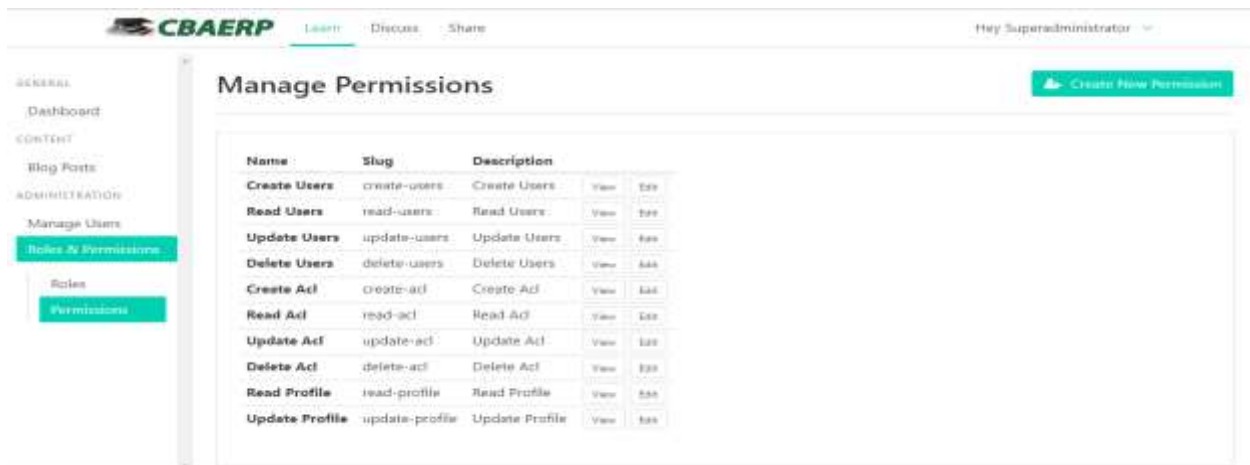 CBAERP Learn Discuss Share Hey Superadministrator
GENERAL
Dashboard
CONTENT
Blog Posts
ADMINISTRATION
Manage Users
Roles & Permissions
Roles
Permissions
Manage Permissions Create New Permission
Name Slug Description
Create Users create-users Create Users View Edit
Read Users read-users Read Users View Edit
Update Users update-users Update Users View Edit
Delete Users delete-users Delete Users View Edit
Create Acl create-acl Create Acl View Edit
Read Acl read-acl Read Acl View Edit
Update Acl update-acl Update Acl View Edit
Delete Acl delete-acl Delete Acl View Edit
Read Profile read-profile Read Profile View Edit
Update Profile update-profile Update Profile View Edit